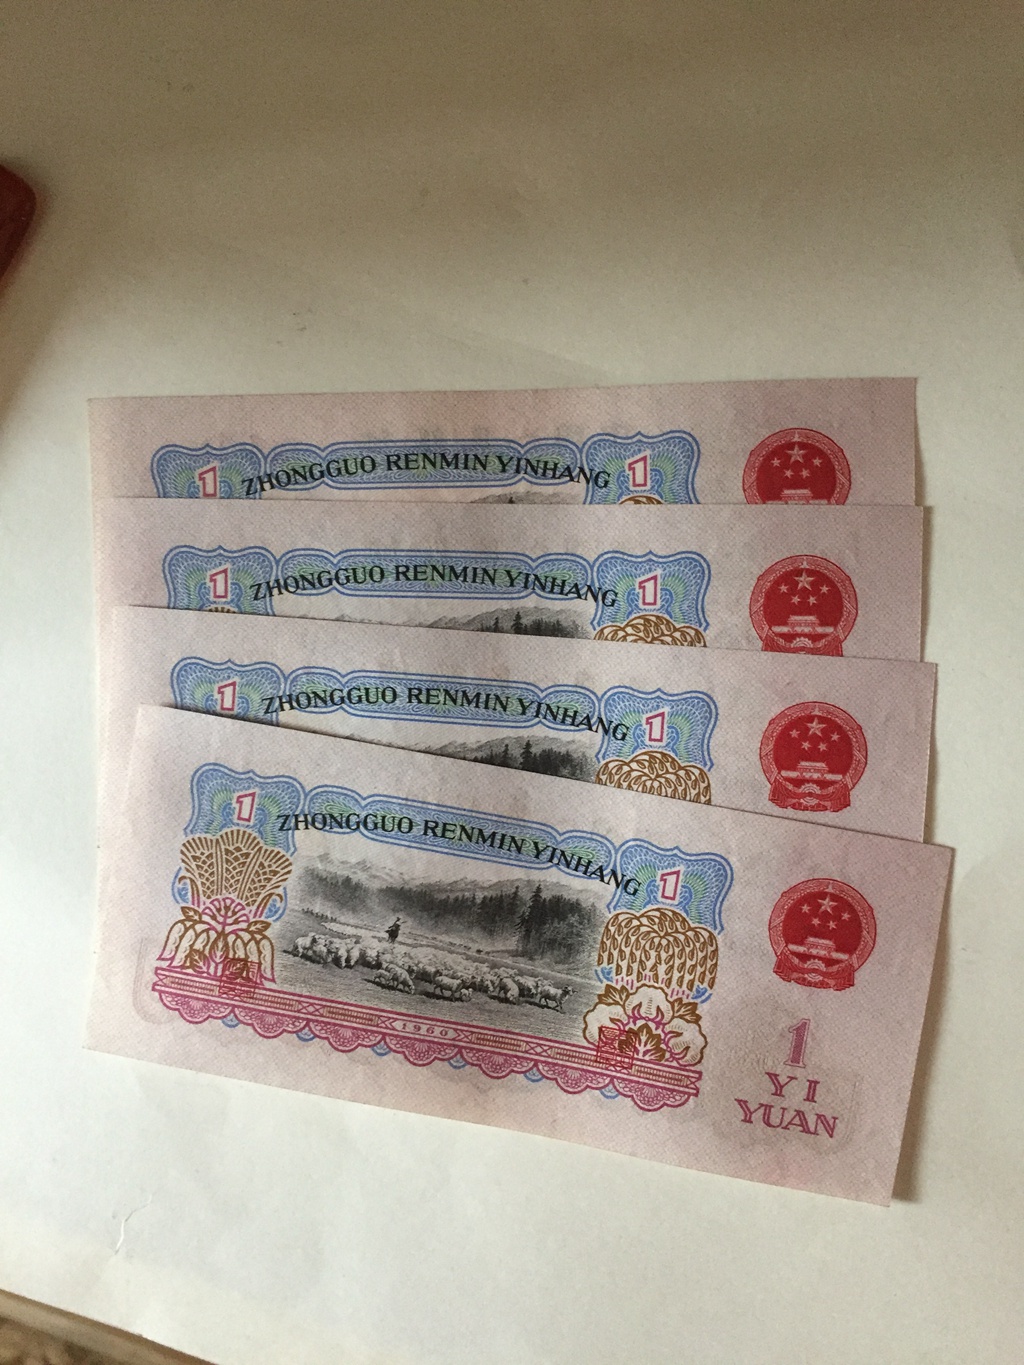 1 ZHONGGUO RENMIN YINHANG 1
1 ZHONGGUO RENMIN YINHANG 1
1 ZHONGGUO RENMIN YINHANG 1
1 ZHONGGUO RENMIN YINHANG 1
1960
1
YI
YUAN